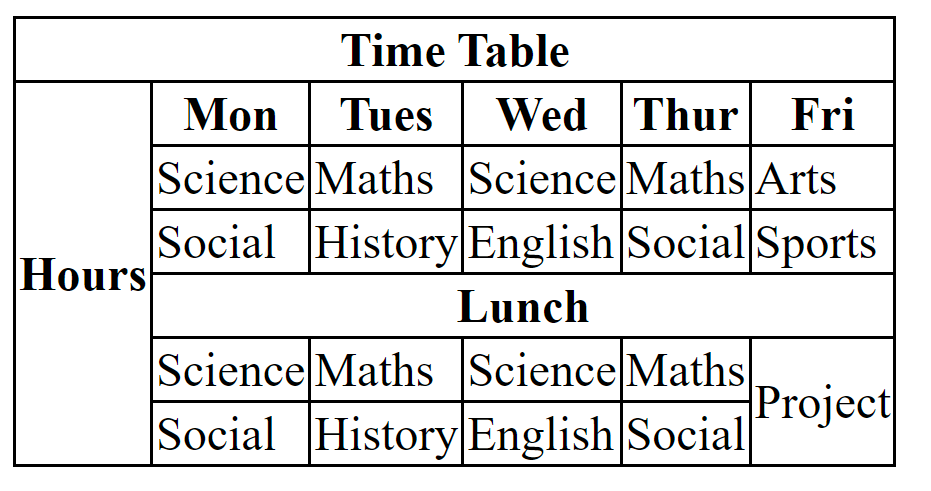 Time Table
Hours
Mon Tues Wed Thur Fri
Science Maths Science Maths Arts
Social History English Social Sports
Lunch
Science Maths Science Maths Project
Social History English Social